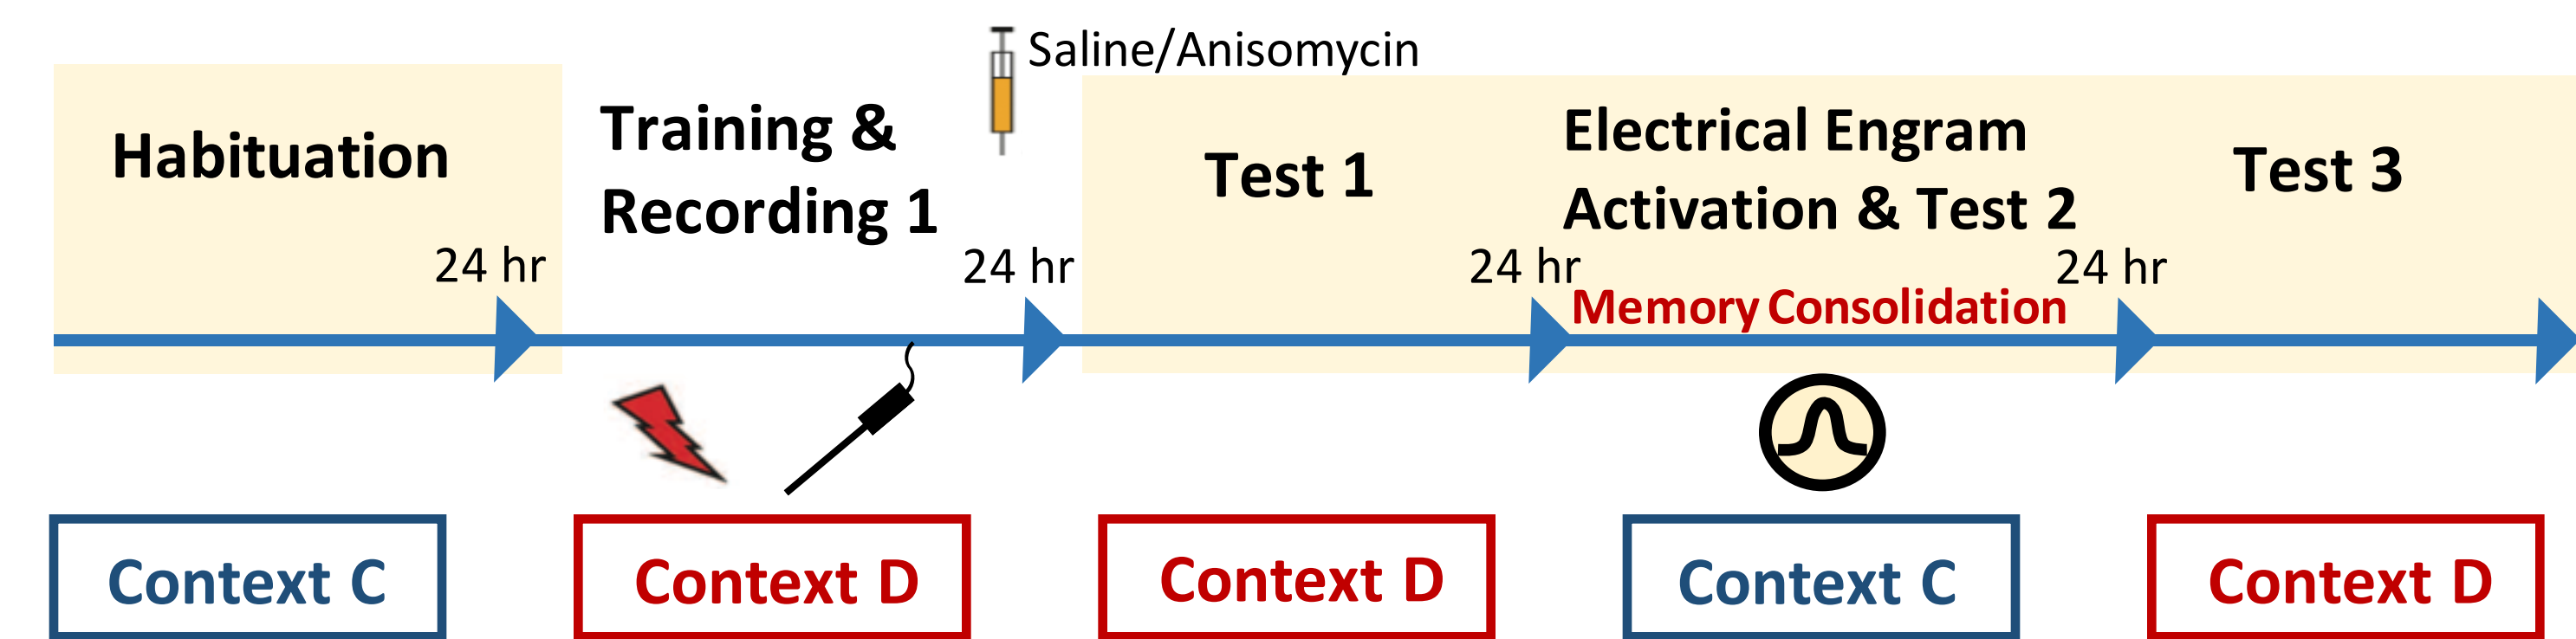 Saline/Anisomycin
Habituation
Training &
Recording 1
Test 1
Electrical Engram
Activation & Test 2
Test 3
24 hr
24 hr
24 hr
24 hr
Memory Consolidation
Context C
Context D
Context D
Context C
Context D